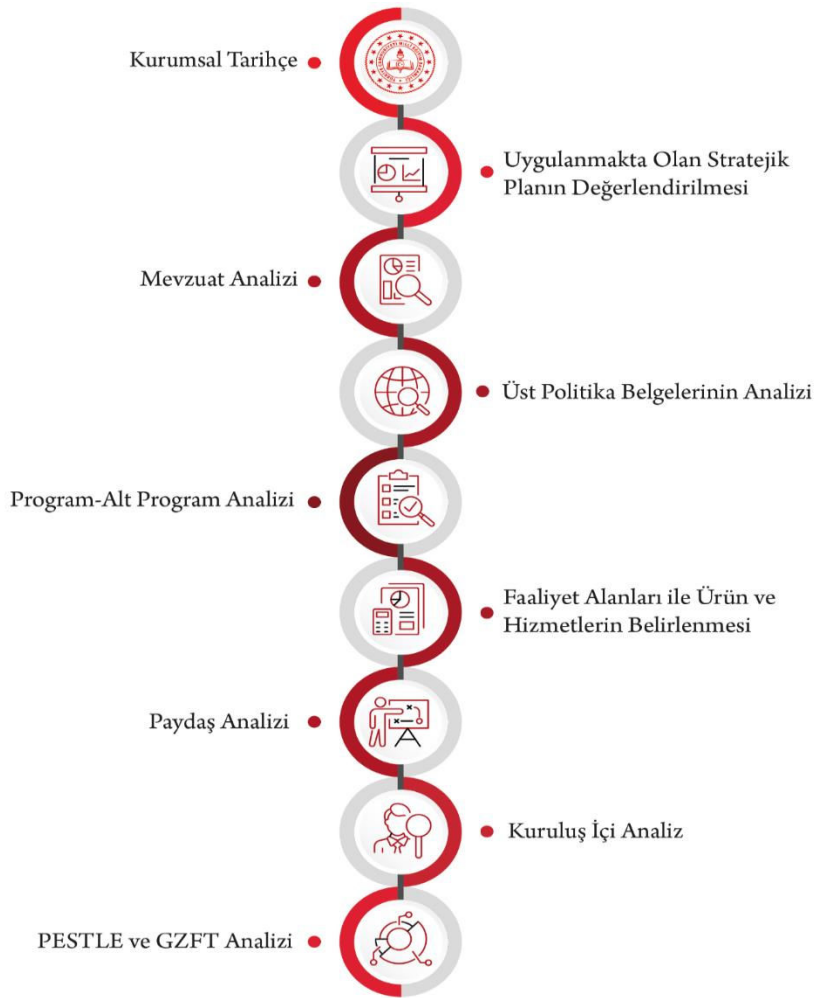 Kurumsal Tarihçe
Uygulanmakta Olan Stratejik
Planın Değerlendirilmesi
Mevzuat Analizi
Üst Politika Belgelerinin Analizi
Program-Alt Program Analizi
Faaliyet Alanları ile Ürün ve
Hizmetlerin Belirlenmesi
Paydaş Analizi
Kuruluş İçi Analiz
PESTLE ve GZFT Analizi